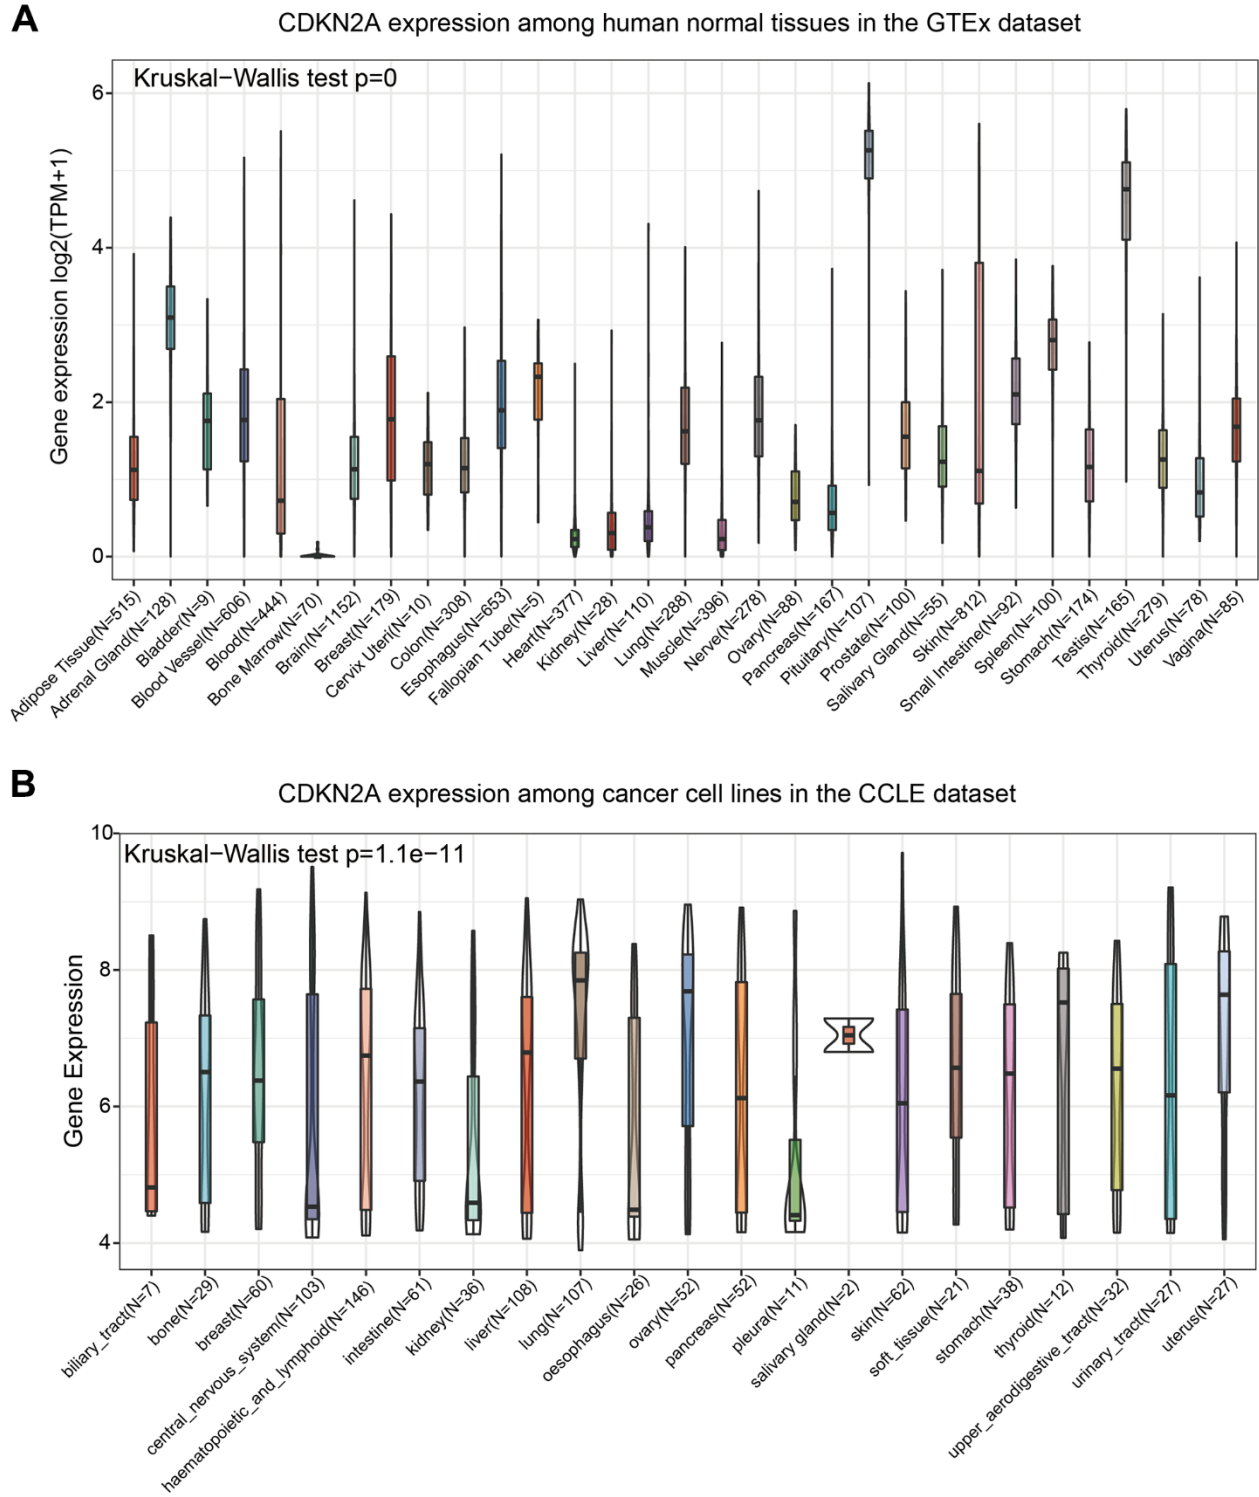 A
CDKN2A expression among human normal tissues in the GTEx dataset
Kruskal−Wallis test p=0
Gene expression log2(TPM+1)
6
4
2
0
Adipose Tissue(N=515)
Adrenal Gland(N=128)
Bladder(N=9)
Blood Vessel(N=606)
Blood(N=444)
Bone Marrow(N=70)
Brain(N=1152)
Breast(N=179)
Cervix Uteri(N=10)
Colon(N=308)
Esophagus(N=653)
Fallopian Tube(N=5)
Heart(N=377)
Kidney(N=28)
Liver(N=110)
Lung(N=288)
Muscle(N=396)
Nerve(N=278)
Ovary(N=88)
Pancreas(N=167)
Pituitary(N=107)
Prostate(N=100)
Salivary Gland(N=55)
Skin(N=812)
Small Intestine(N=92)
Spleen(N=100)
Stomach(N=174)
Testis(N=165)
Thyroid(N=279)
Uterus(N=78)
Vagina(N=85)
B
CDKN2A expression among cancer cell lines in the CCLE dataset
Kruskal−Wallis test p=1.1e−11
Gene Expression
10
8
6
4
biliary_tract(N=7)
bone(N=29)
breast(N=60)
central_nervous_system(N=103)
haematopoietic_and_lymphoid(N=146)
intestine(N=61)
kidney(N=36)
liver(N=108)
lung(N=107)
oesophagus(N=26)
ovary(N=52)
pancreas(N=52)
pleura(N=11)
salivary gland(N=2)
skin(N=62)
soft_tissue(N=21)
stomach(N=38)
thyroid(N=12)
upper_aerodigestive_tract(N=32)
urinary_tract(N=27)
uterus(N=27)